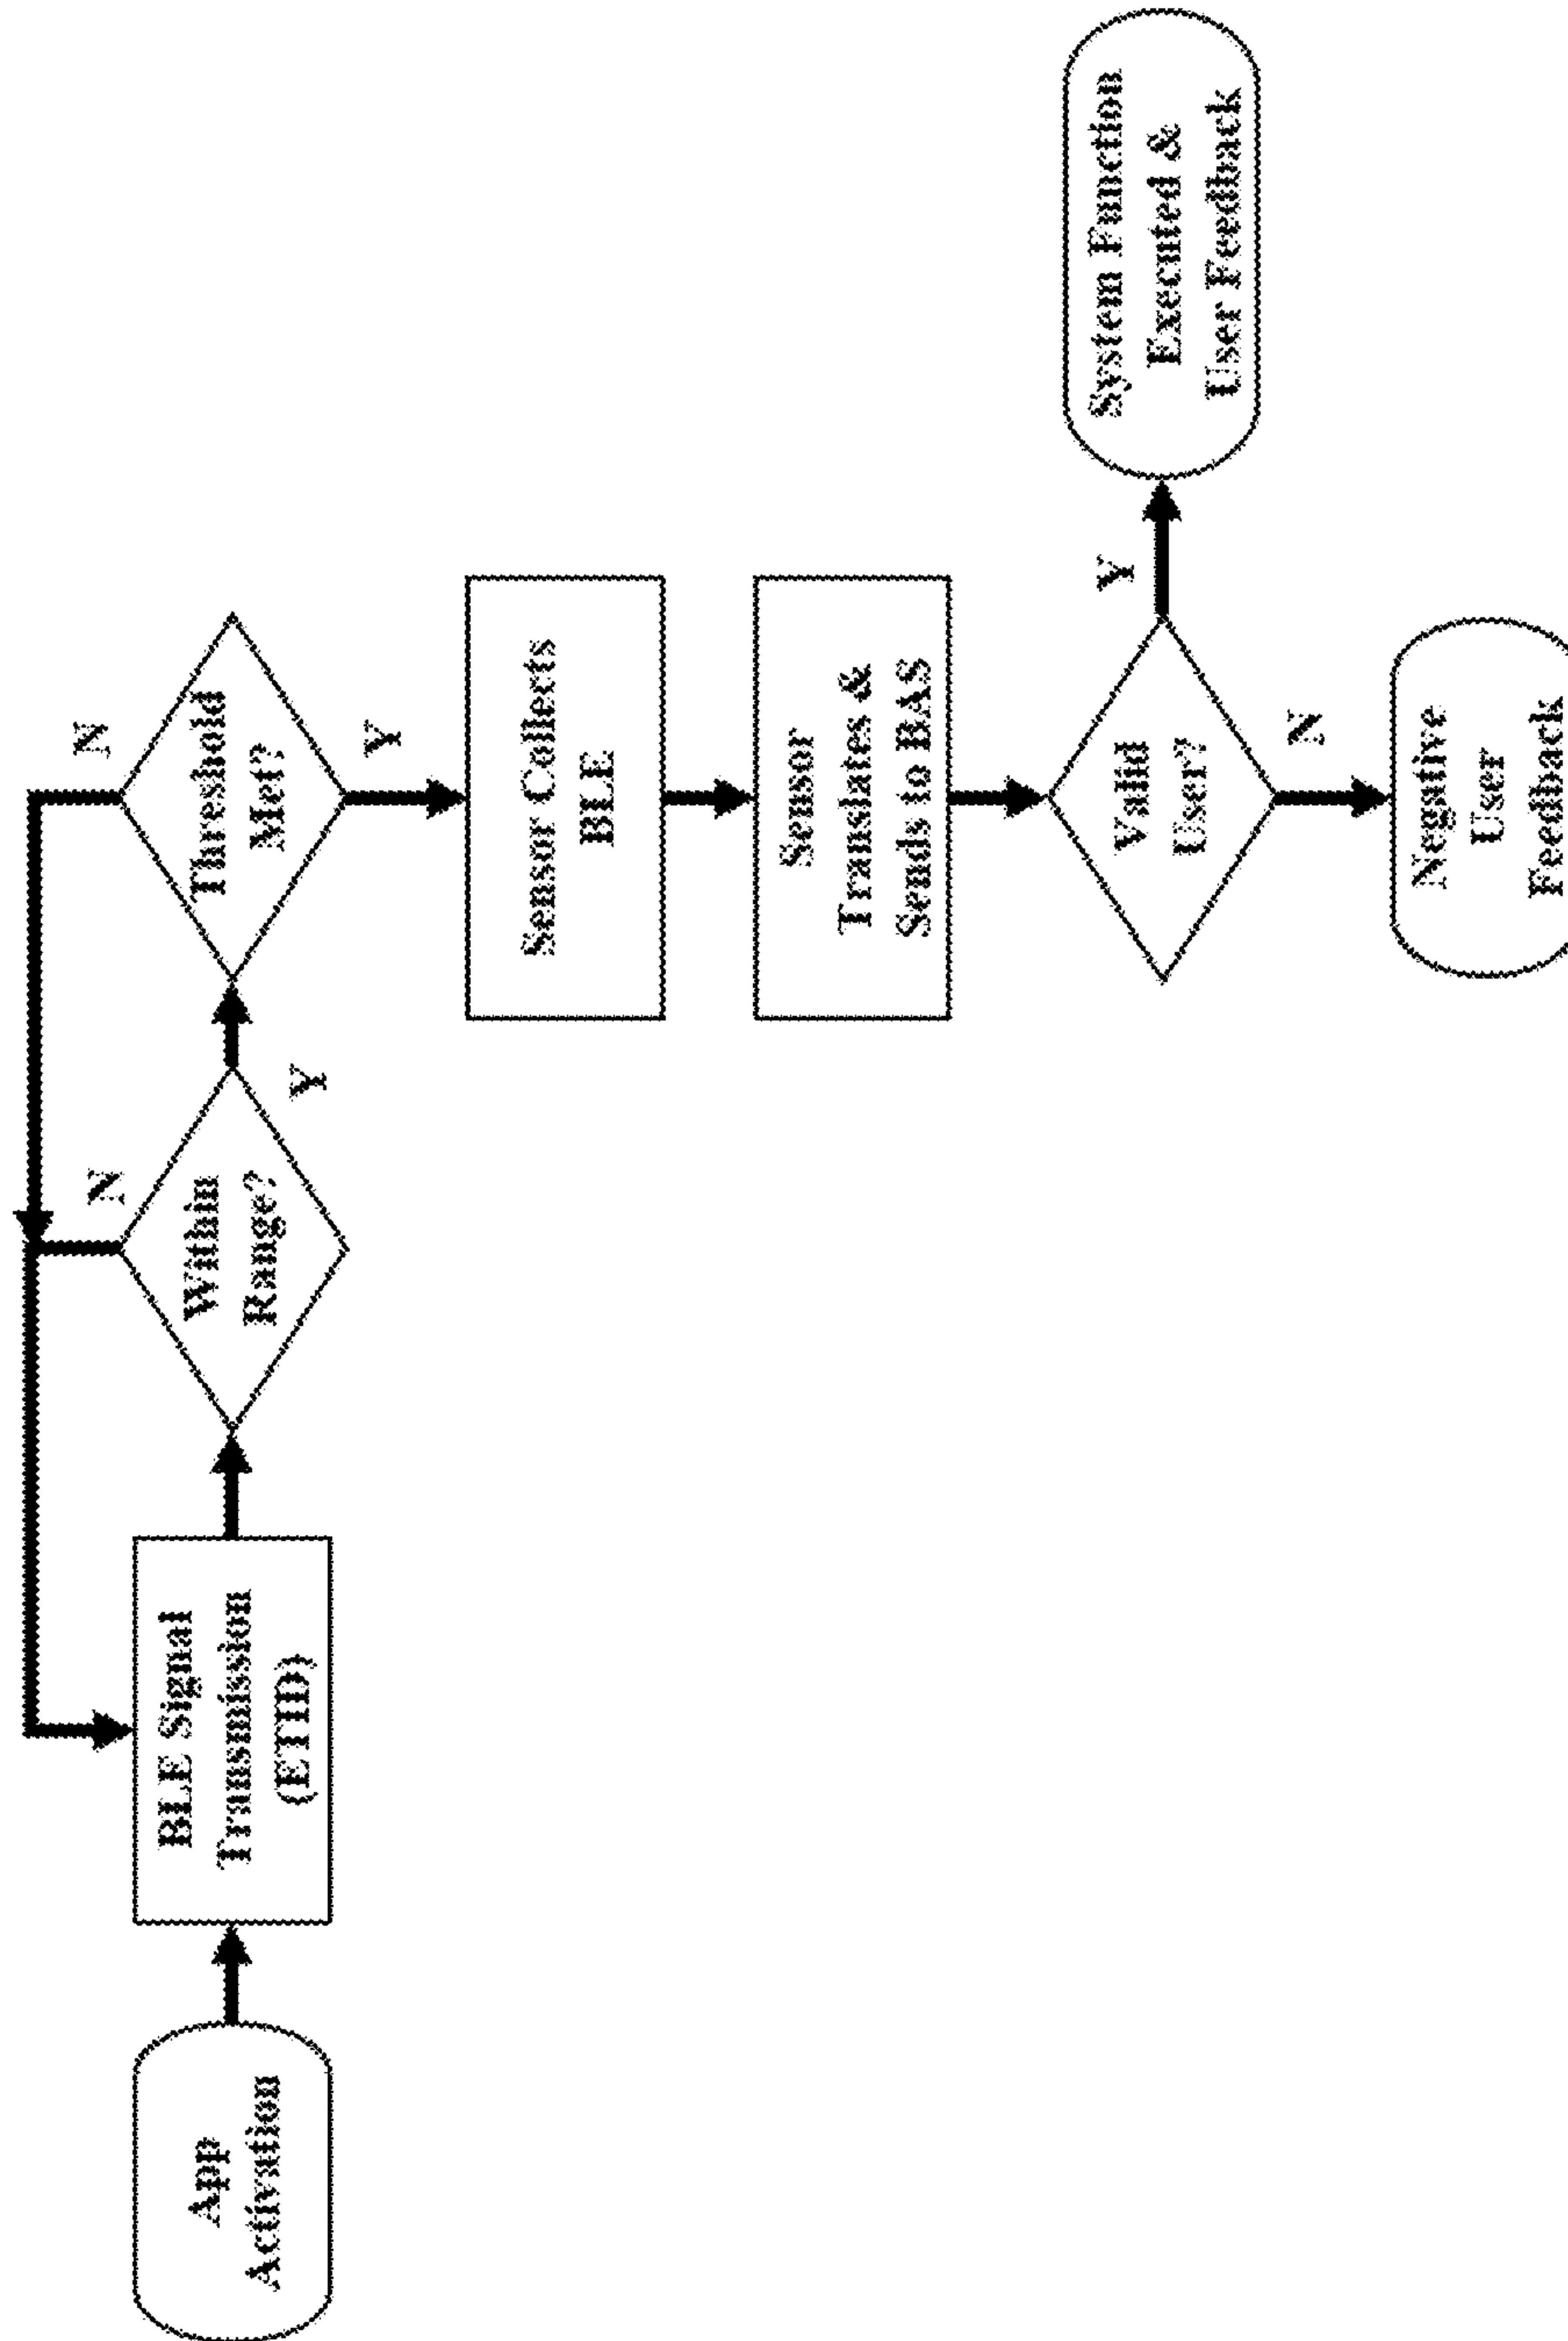 App
Activation
BLE Signal
Transmission
(ETID)
Within
Range?
N
Y
Threshold
Met?
N
Y
Sensor Collects
BLE
Sensor
Translates &
Sends to BAS
Valid
User?
Y
N
System Function
Executed &
User Feedback
Negative
User
Feedback